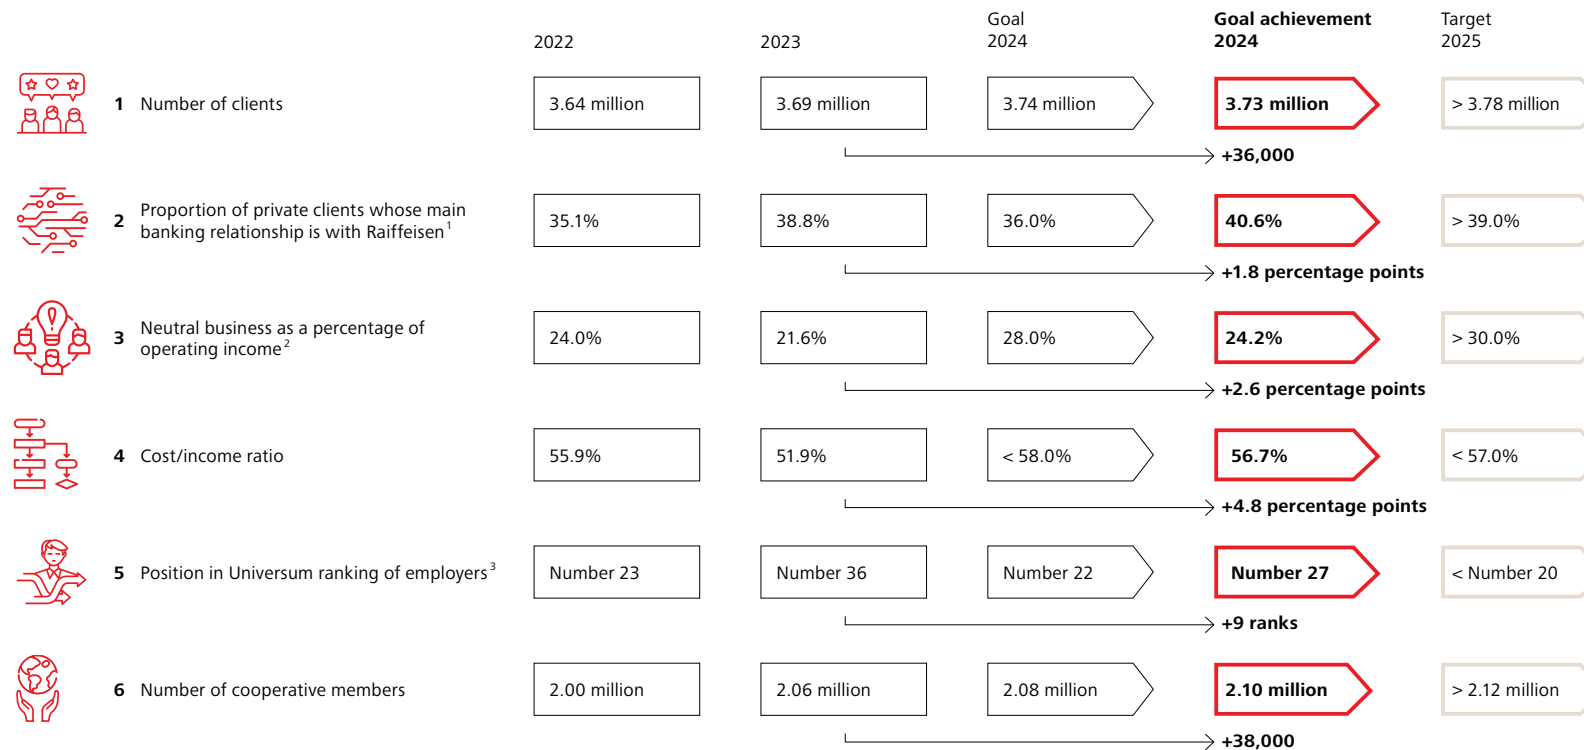 2022
2023
Goal
2024
Goal achievement
2024
Target
2025
1 Number of clients
3.64 million
3.69 million
3.74 million
3.73 million
> 3.78 million
+36,000
2 Proportion of private clients whose main
banking relationship is with Raiffeisen1
35.1%
38.8%
36.0%
40.6%
> 39.0%
+1.8 percentage points
3 Neutral business as a percentage of
operating income2
24.0%
21.6%
28.0%
24.2%
> 30.0%
+2.6 percentage points
4 Cost/income ratio
55.9%
51.9%
< 58.0%
56.7%
< 57.0%
+4.8 percentage points
5 Position in Universum ranking of employers3
Number 23
Number 36
Number 22
Number 27
< Number 20
+9 ranks
6 Number of cooperative members
2.00 million
2.06 million
2.08 million
2.10 million
> 2.12 million
+38,000